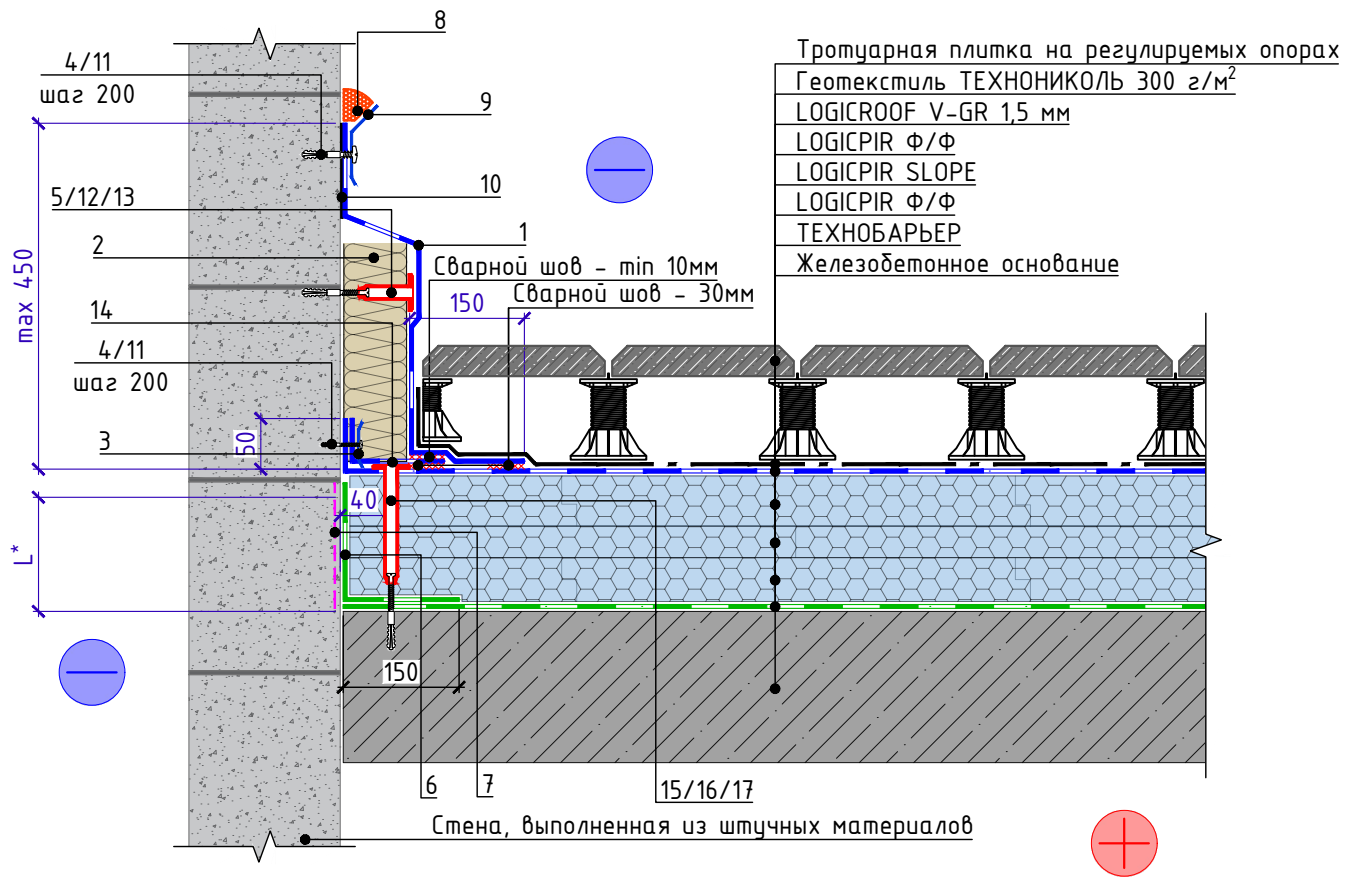 8
4/11
шаг 200
9
10
5/12/13
2
1
max 450
14
4/11
шаг 200
3
50
Сварной шов - min 10мм
Сварной шов - 30мм
150
Тротуарная плитка на регулируемых опорах
Геотекстиль ТЕХНОНИКОЛЬ 300 г/м²
LOGICROOF V-GR 1,5 мм
LOGICPIR Ф/Ф
LOGICPIR SLOPE
LOGICPIR Ф/Ф
ТЕХНОБАРЬЕР
Железобетонное основание
40
L*
150
6
7
15/16/17
Стена, выполненная из штучных материалов